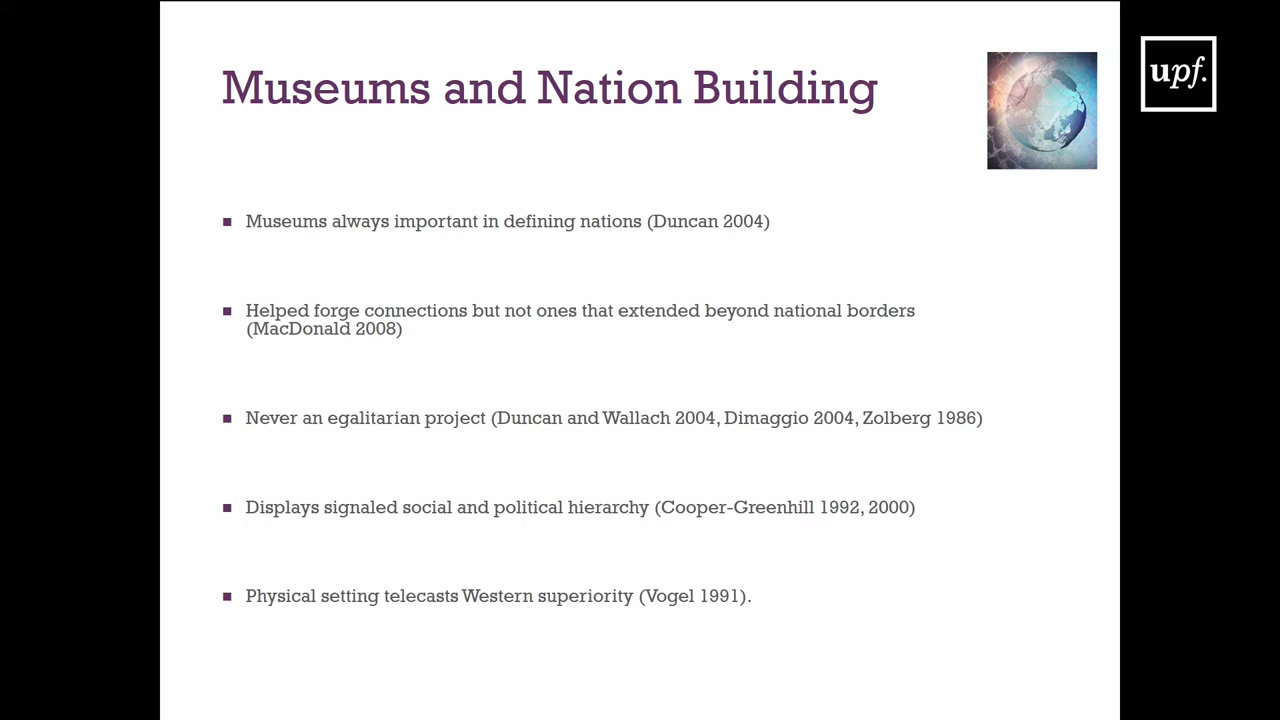 Museums and Nation Building
upf.
Museums always important in defining nations (Duncan 2004)
Helped forge connections but not ones that extended beyond national borders
(MacDonald 2008)
Never an egalitarian project (Duncan and Wallach 2004, Dimaggio 2004, Zolberg 1986)
Displays signaled social and political hierarchy (Cooper-Greenhill 1992, 2000)
Physical setting telecasts Western superiority (Vogel 1991).